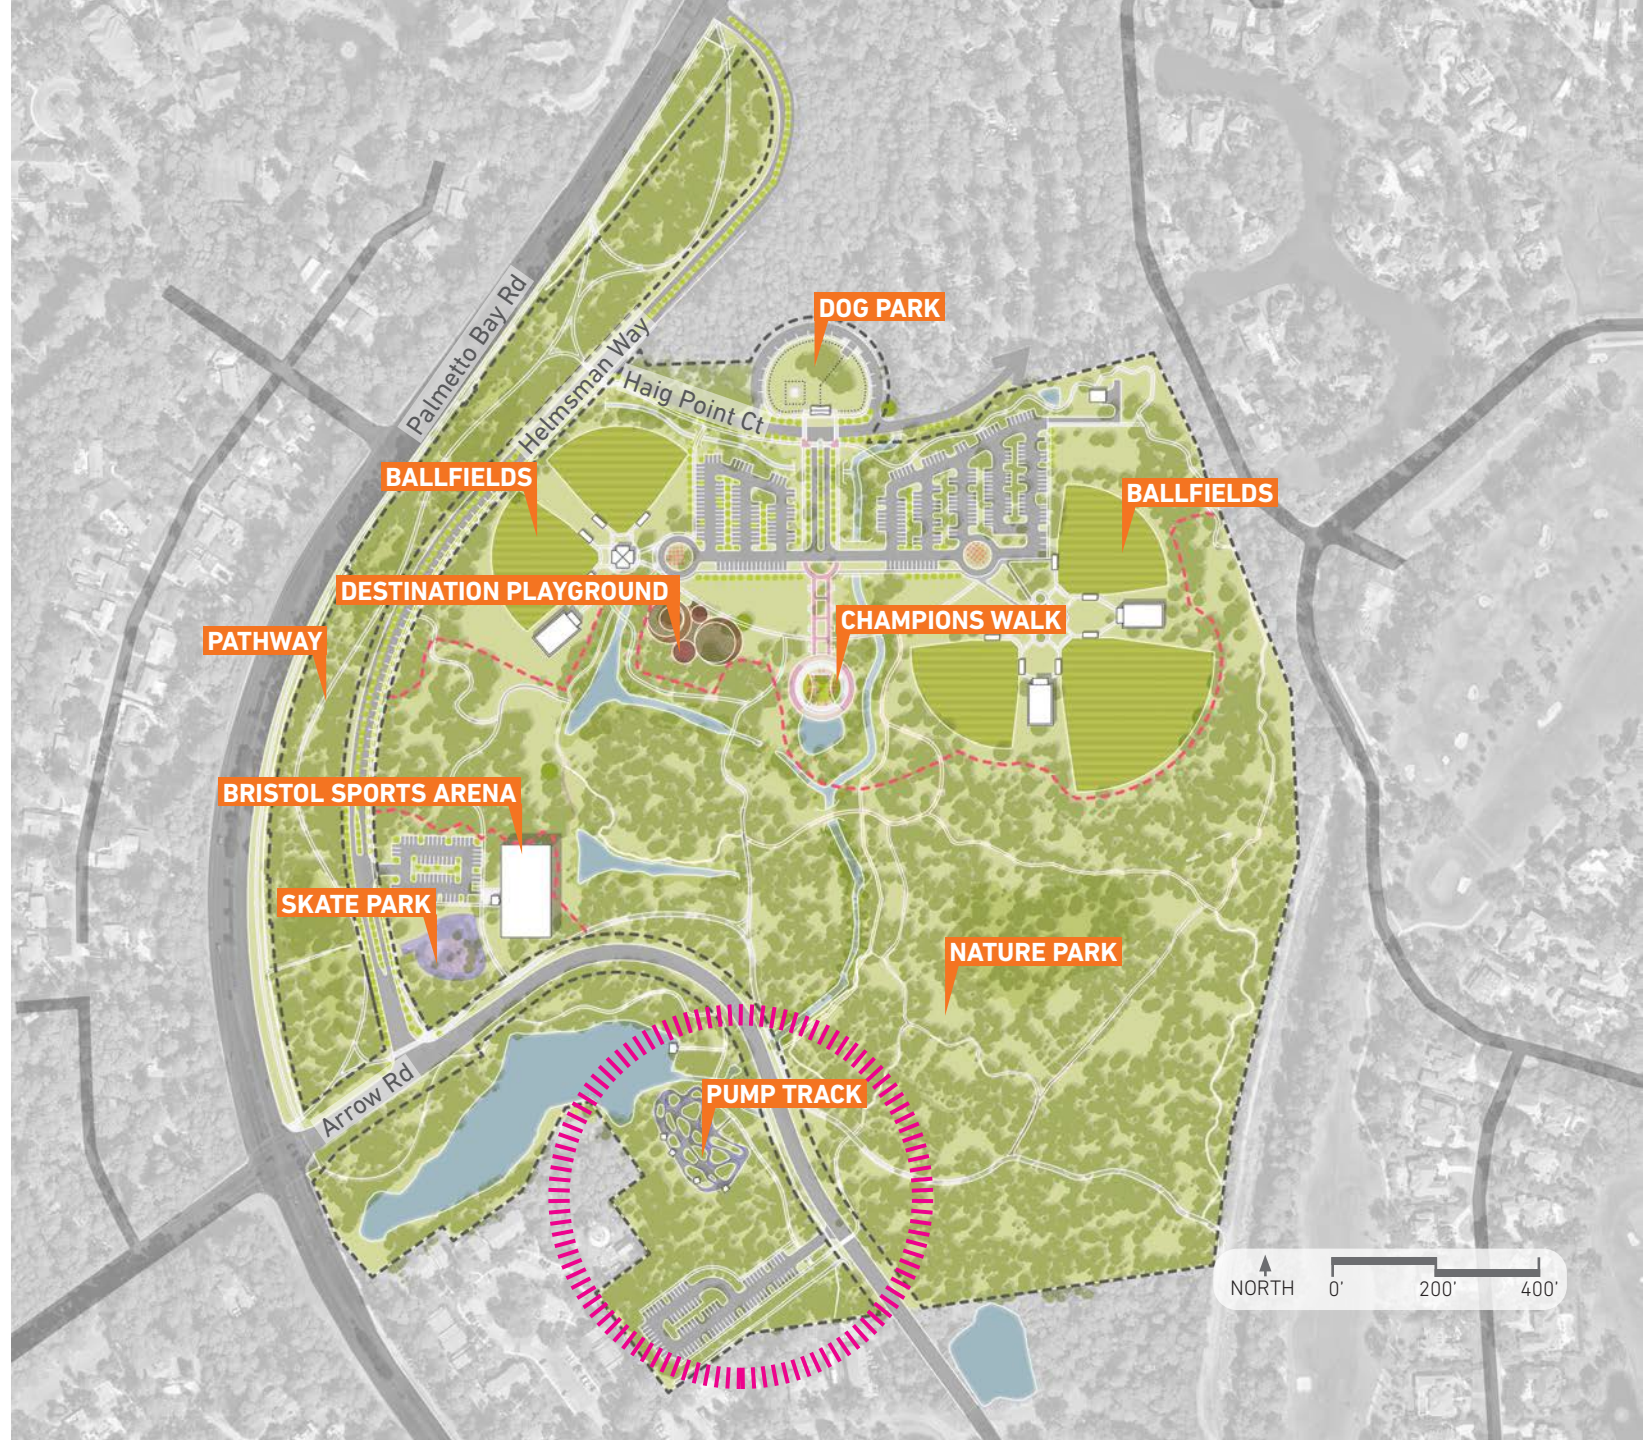 DOG PARK
Palmetto Bay Rd
Helmsman Way
Haig Point Ct
BALLFIELDS
BALLFIELDS
DESTINATION PLAYGROUND
CHAMPIONS WALK
PATHWAY
BRISTOL SPORTS ARENA
SKATE PARK
NATURE PARK
Arrow Rd
PUMP TRACK
NORTH
0' 200' 400'